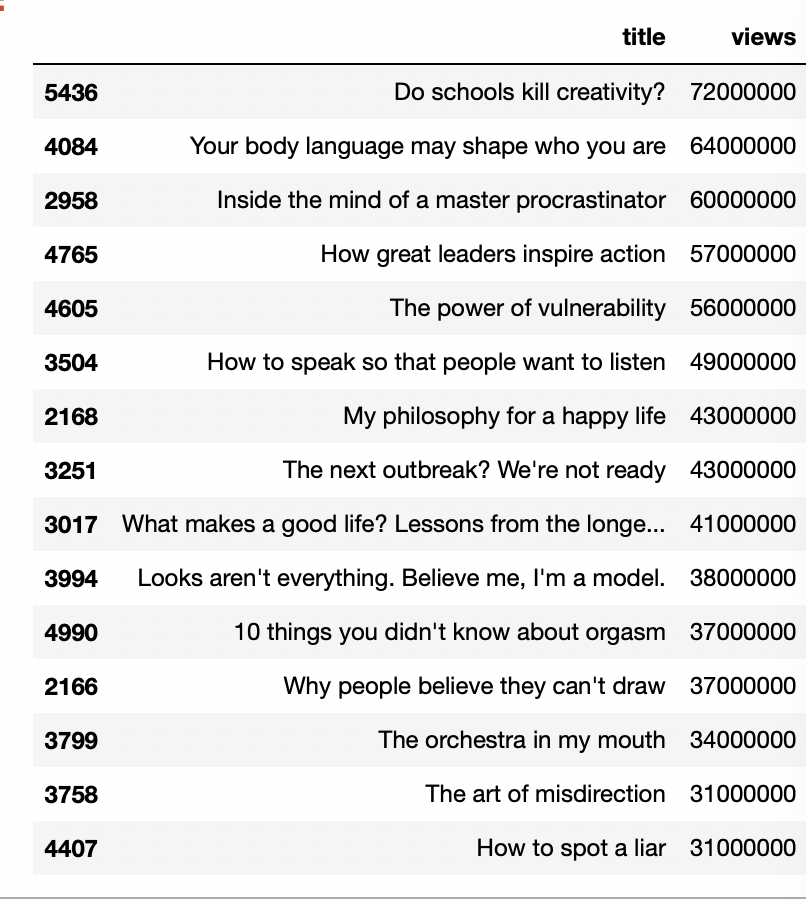 title views
5436 Do schools kill creativity? 72000000
4084 Your body language may shape who you are 64000000
2958 Inside the mind of a master procrastinator 60000000
4765 How great leaders inspire action 57000000
4605 The power of vulnerability 56000000
3504 How to speak so that people want to listen 49000000
2168 My philosophy for a happy life 43000000
3251 The next outbreak? We're not ready 43000000
3017 What makes a good life? Lessons from the longe... 41000000
3994 Looks aren't everything. Believe me, I'm a model. 38000000
4990 10 things you didn't know about orgasm 37000000
2166 Why people believe they can't draw 37000000
3799 The orchestra in my mouth 34000000
3758 The art of misdirection 31000000
4407 How to spot a liar 31000000